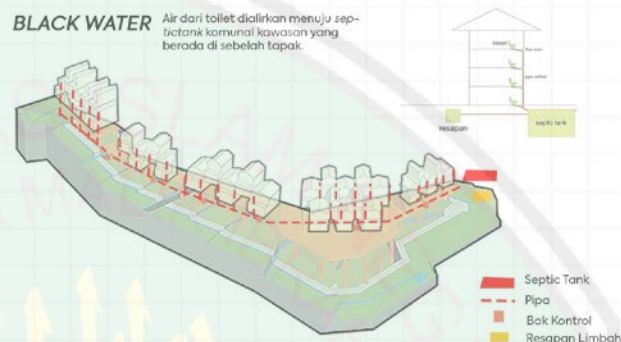 BLACK WATER
Air dari toilet dialirkan menuju sep-
tictank komunal kawasan yang
berada di sebelah tapak.
resapan
septic tank
Septic Tank
Pipa
Bak Kontrol
Resapan Limbah